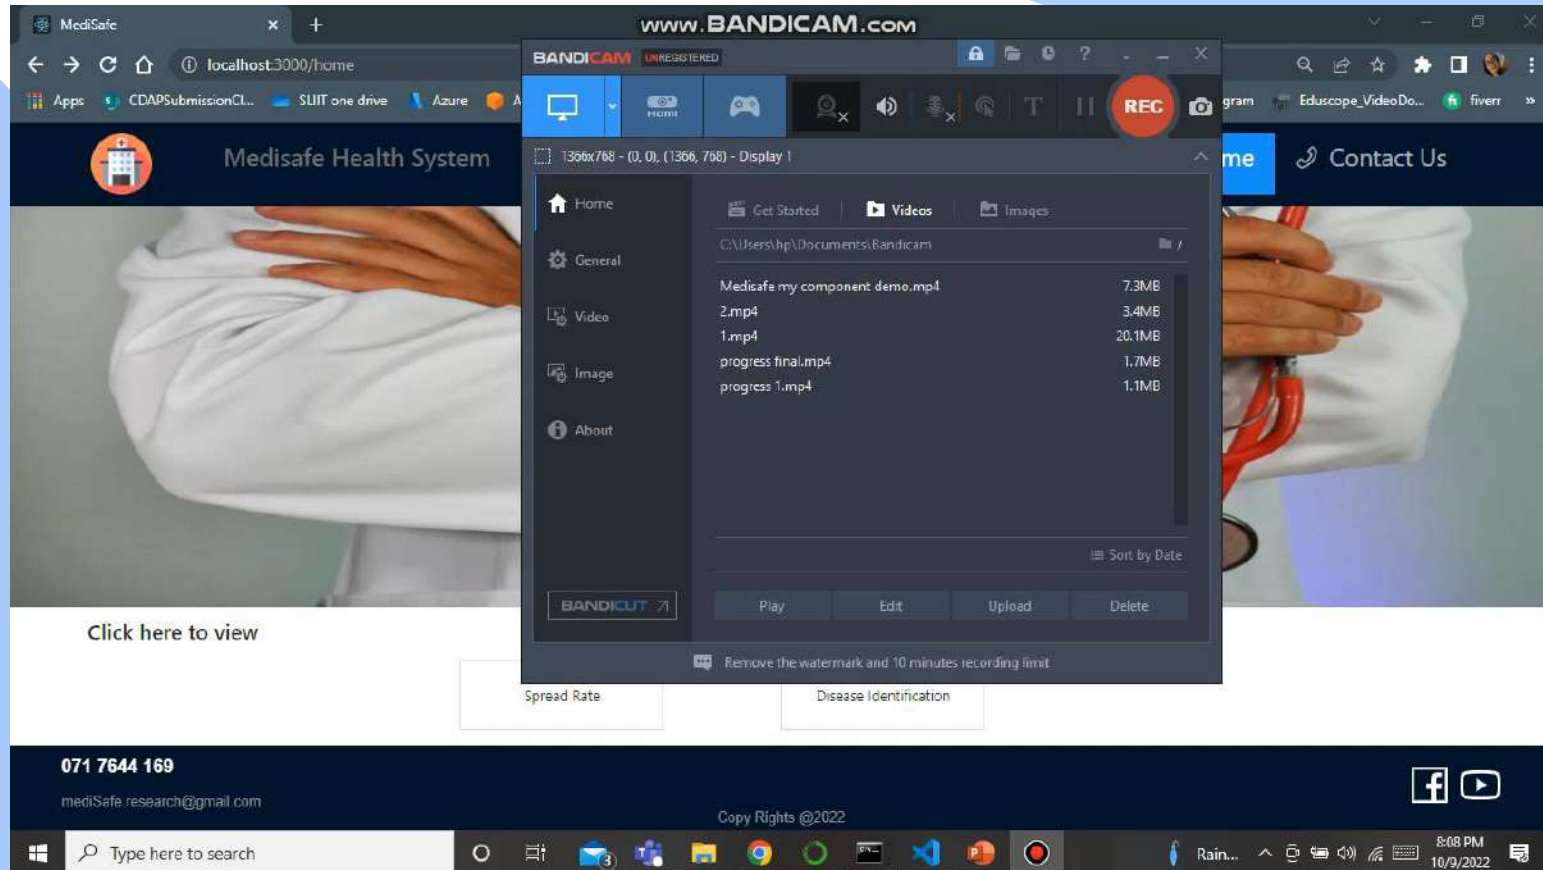 MediSafe
www.BANDICAM.com
localhost:3000/home
BANDICAM UNREGISTERED
Apps
CDAPSubmissionCl...
SLIIT one drive
Azure
A
HDMI
T
REC
gram
Eduscope_VideoDo...
fiverr
Medisafe Health System
1366x768 - (0, 0), (1366, 768) - Display 1
me
Contact Us
Home
Get Started
Videos
Images
C:\Users\hp\Documents\Bandicam
General
Medisafe my component demo.mp4 7.3MB
Video
2.mp4 3.4MB
1.mp4 20.1MB
progress final.mp4 1.7MB
Image
progress 1.mp4 1.1MB
About
Sort by Date
BANDICUT
Play
Edit
Upload
Delete
Click here to view
Remove the watermark and 10 minutes recording limit
Spread Rate
Disease Identification
071 7644 169
mediSafe.research@gmail.com
Copy Rights @2022
Type here to search
3
Rain...
8:08 PM
10/9/2022